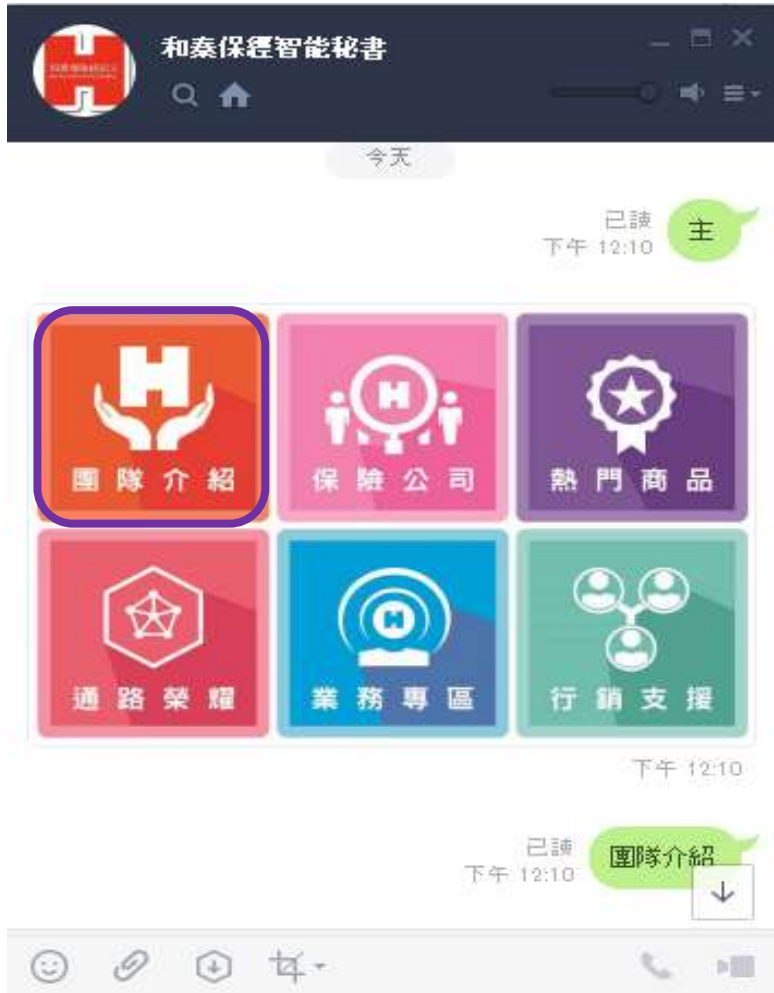 和泰保經智能秘書
今天
已讀
下午 12:10
主
團隊介紹
保險公司
熱門商品
通路榮耀
業務專區
行銷支援
下午 12:10
已讀
下午 12:10
團隊介紹